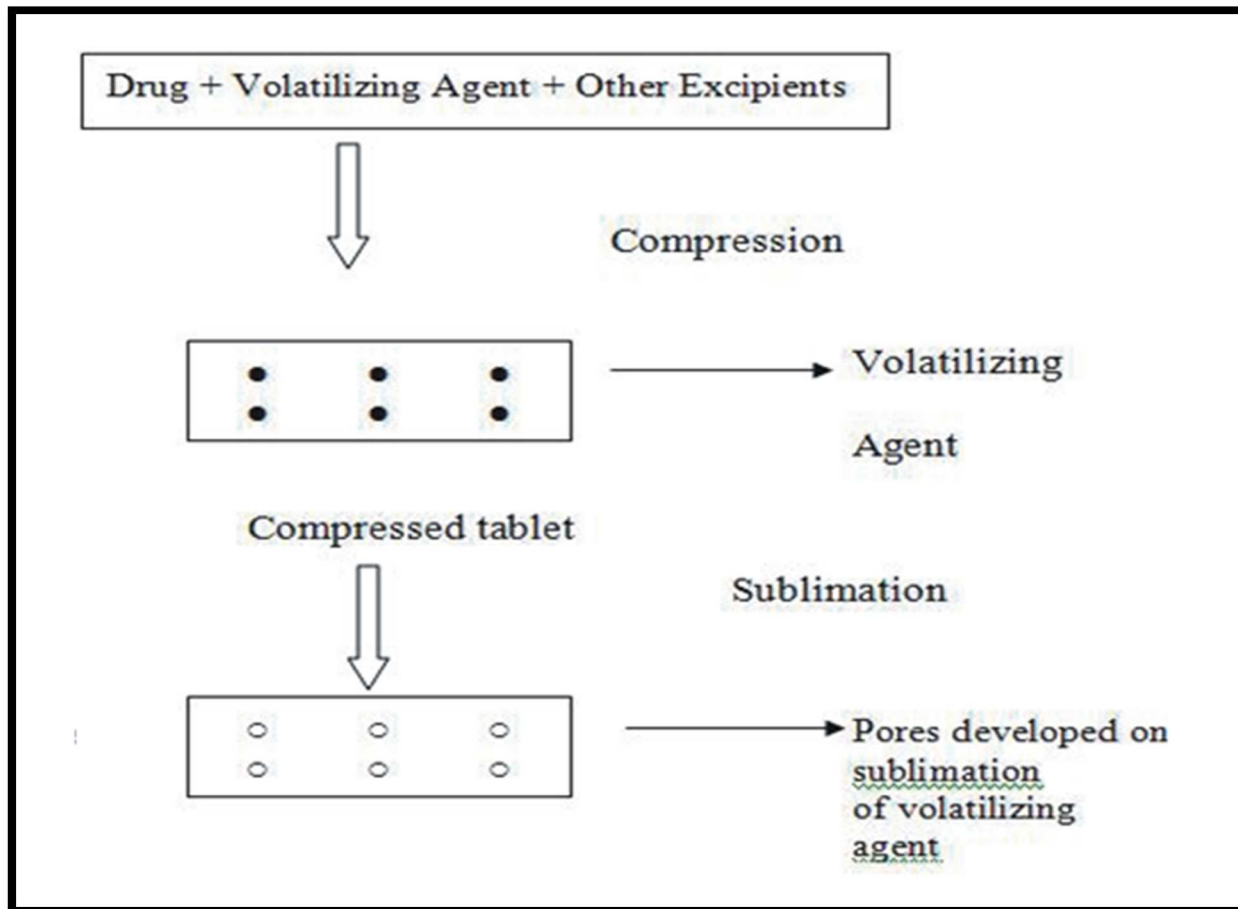 Drug + Volatilizing Agent + Other Excipients
Compression
Volatilizing
Agent
Compressed tablet
Sublimation
Pores developed on
sublimation
of volatilizing
agent